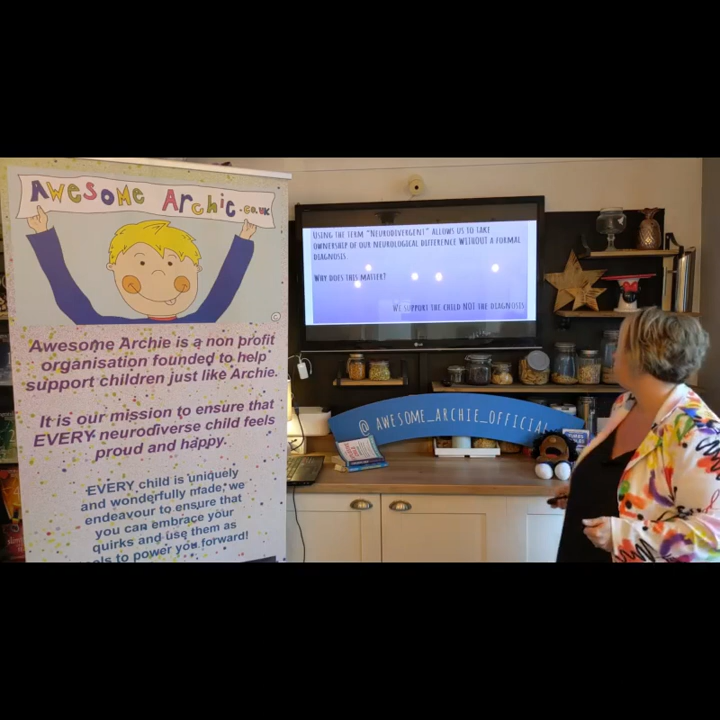 AWESOME ARCHIE.CO.UK
Awesome Archie is a non profit
organisation founded to help
support children just like Archie.
It is our mission to ensure that
EVERY neurodiverse child feels
proud and happy.
EVERY child is uniquely
and wonderfully made, we
endeavour to ensure that
you can embrace your
quirks and use them as
ols to power you forward!
USING THE TERM "NEURODIVERGENT" ALLOWS US TO TAKE
OWNERSHIP OF OUR NEUROLOGICAL DIFFERENCE WITHOUT A FORMAL
DIAGNOSIS.
WHY DOES THIS MATTER?
WE SUPPORT THE CHILD NOT THE DIAGNOSIS
LG
@AWESOME_ARCHIE_OFFICIAL